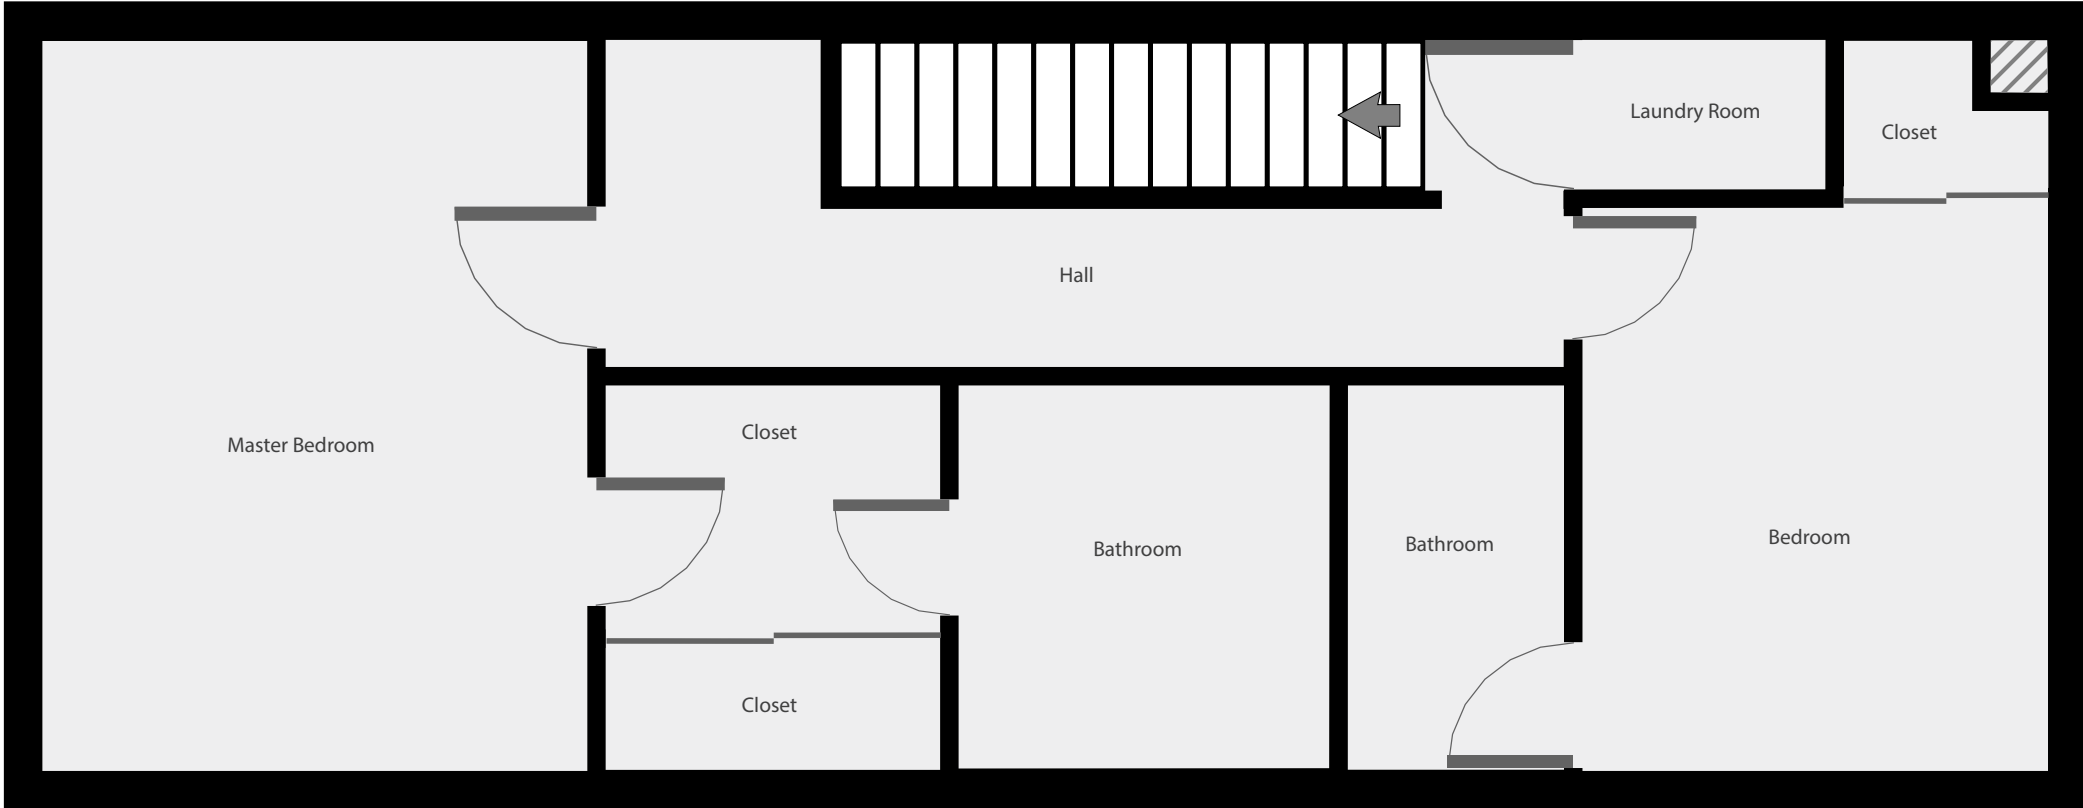 Laundry Room
Closet
Hall
Master Bedroom
Closet
Bathroom
Bathroom
Bedroom
Closet